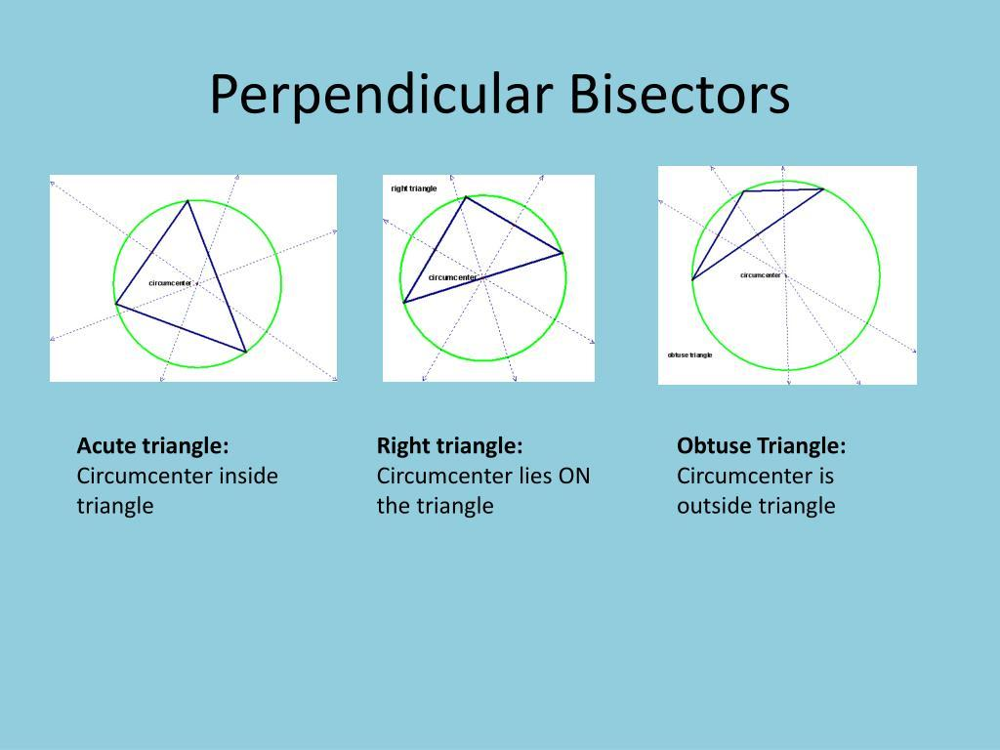 Perpendicular Bisectors
circumcenter
right triangle
circumcenter
circumcenter
obtuse triangle
Acute triangle:
Circumcenter inside
triangle
Right triangle:
Circumcenter lies ON
the triangle
Obtuse Triangle:
Circumcenter is
outside triangle